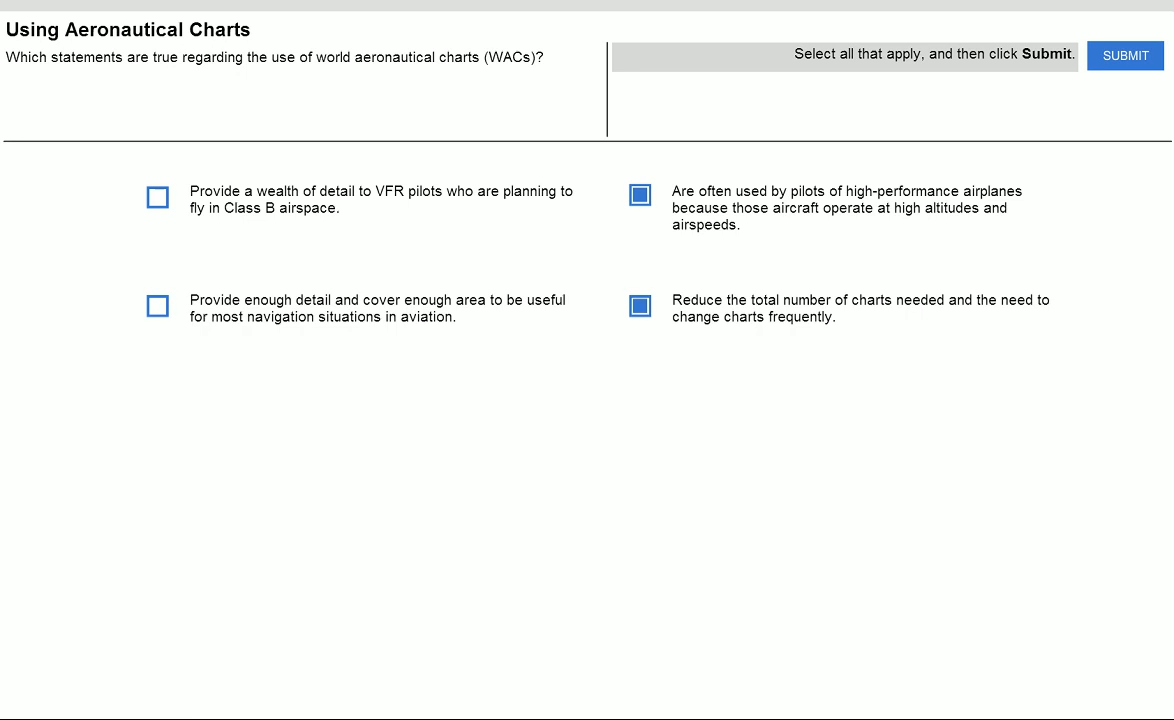 Using Aeronautical Charts
Which statements are true regarding the use of world aeronautical charts (WACs)?
Select all that apply, and then click Submit.
SUBMIT
Provide a wealth of detail to VFR pilots who are planning to
fly in Class B airspace.
Are often used by pilots of high-performance airplanes
because those aircraft operate at high altitudes and
airspeeds.
Provide enough detail and cover enough area to be useful
for most navigation situations in aviation.
Reduce the total number of charts needed and the need to
change charts frequently.